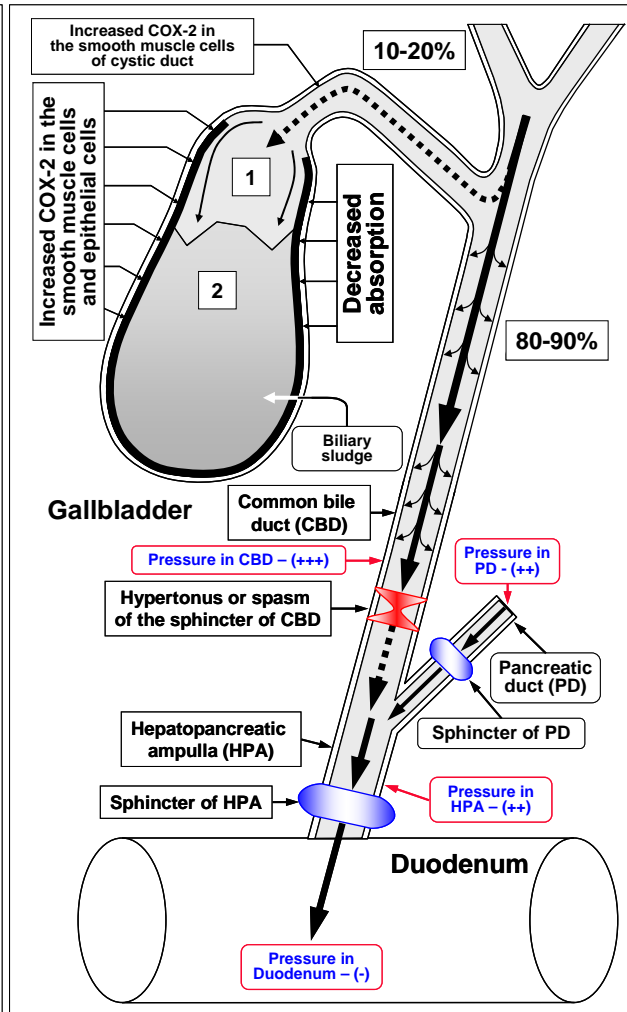 Increased COX-2 in
the smooth muscle cells
of cystic duct
10-20%
Increased COX-2 in the
smooth muscle cells
and epithelial cells
1
Decreased
absorption
2
80-90%
Biliary
sludge
Gallbladder
Common bile
duct (CBD)
Pressure in CBD – (+++)
Pressure in
PD - (++)
Hypertonus or spasm
of the sphincter of CBD
Pancreatic
duct (PD)
Sphincter of PD
Hepatopancreatic
ampulla (HPA)
Sphincter of HPA
Pressure in
HPA – (++)
Duodenum
Pressure in
Duodenum – (-)